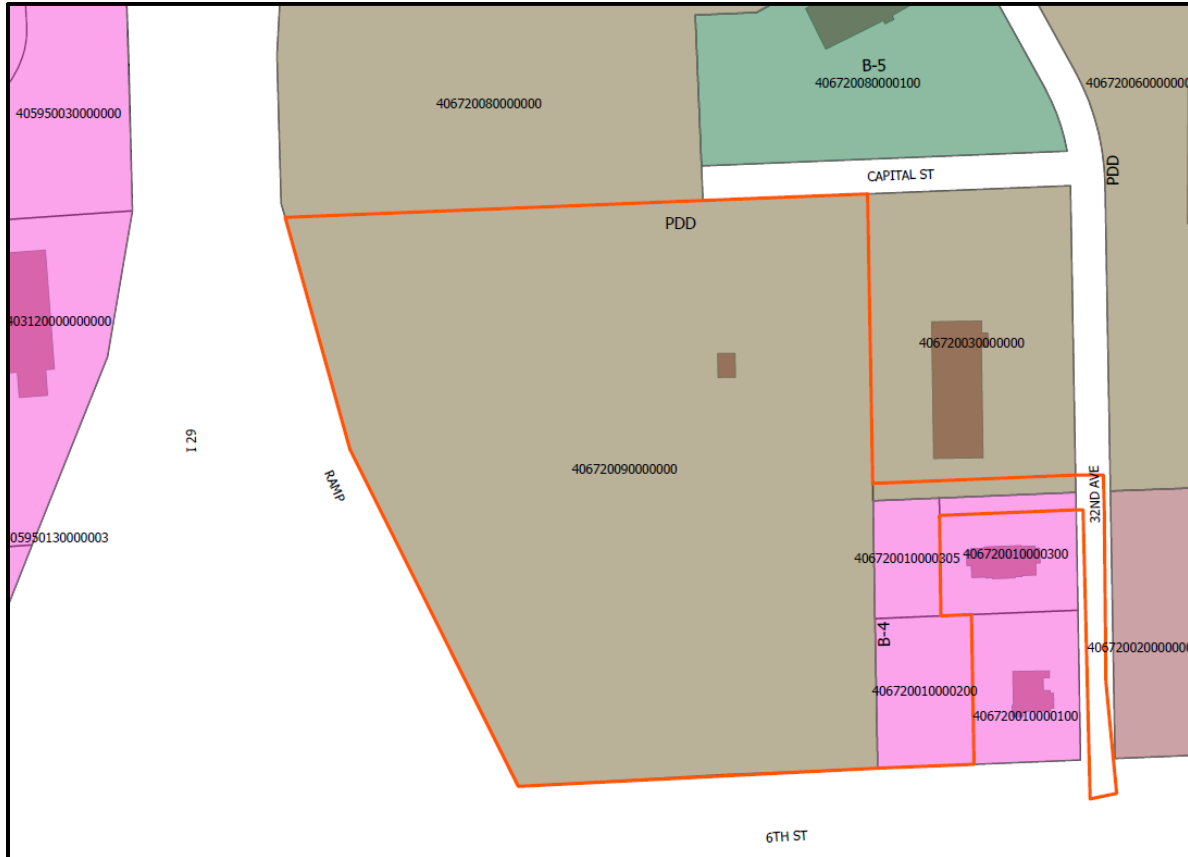 B-5
406720080000100
406720060000000
406720080000000
405950030000000
CAPITAL ST
PDD
PDD
403120000000000
406720030000000
I 29
RAMP
406720090000000
32ND AVE
059501300000003
406720010000305
406720010000300
B-4
406720020000000
406720010000200
406720010000100
6TH ST